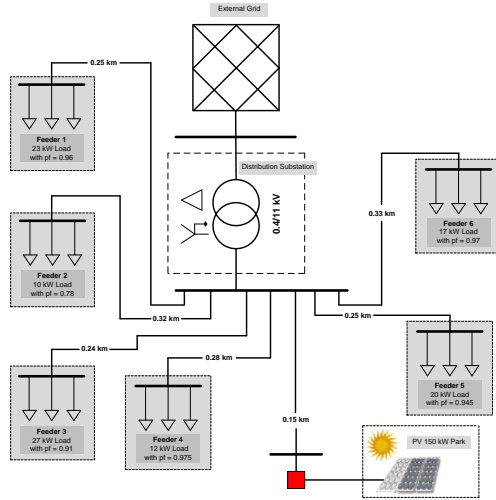 External Grid
0.25 km
Feeder 1
23 kW Load
with pf = 0.96
Distribution Substation
0.4/11 kV
Feeder 6
17 kW Load
with pf = 0.97
0.33 km
Feeder 2
10 kW Load
with pf = 0.78
0.32 km
0.25 km
0.24 km
0.28 km
Feeder 3
27 kW Load
with pf = 0.91
Feeder 4
12 kW Load
with pf = 0.975
Feeder 5
20 kW Load
with pf = 0.945
0.15 km
PV 150 kW Park